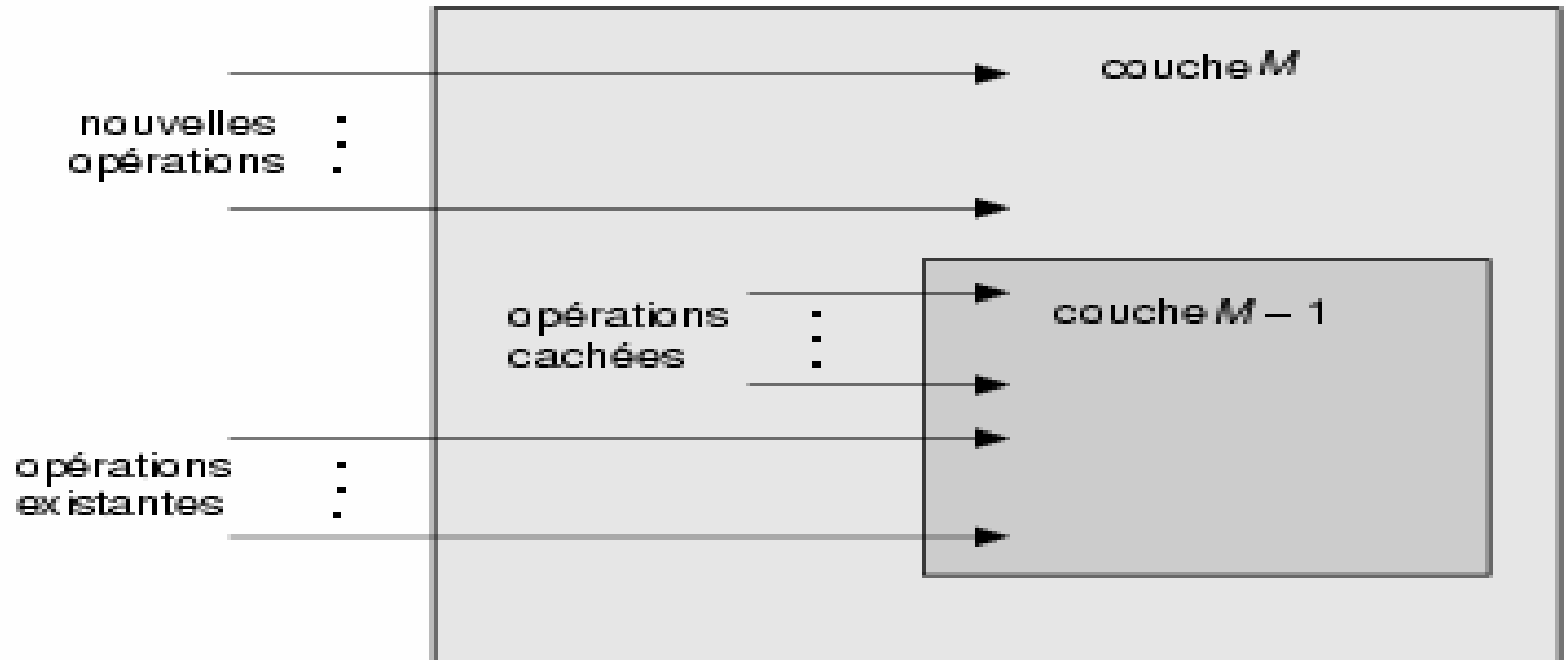 couche M
nouvelles
opérations
opérations
cachées
couche M – 1
opérations
existantes